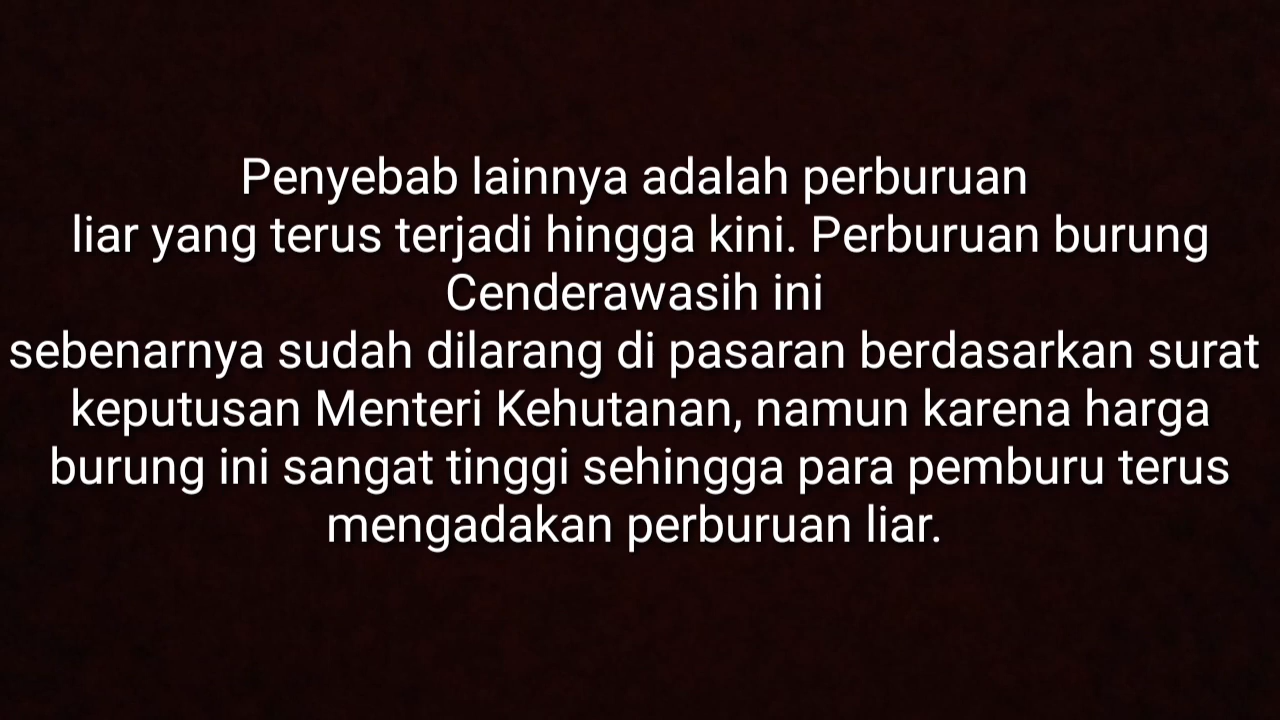 Penyebab lainnya adalah perburuan
liar yang terus terjadi hingga kini. Perburuan burung
Cenderawasih ini
sebenarnya sudah dilarang di pasaran berdasarkan surat
keputusan Menteri Kehutanan, namun karena harga
burung ini sangat tinggi sehingga para pemburu terus
mengadakan perburuan liar.